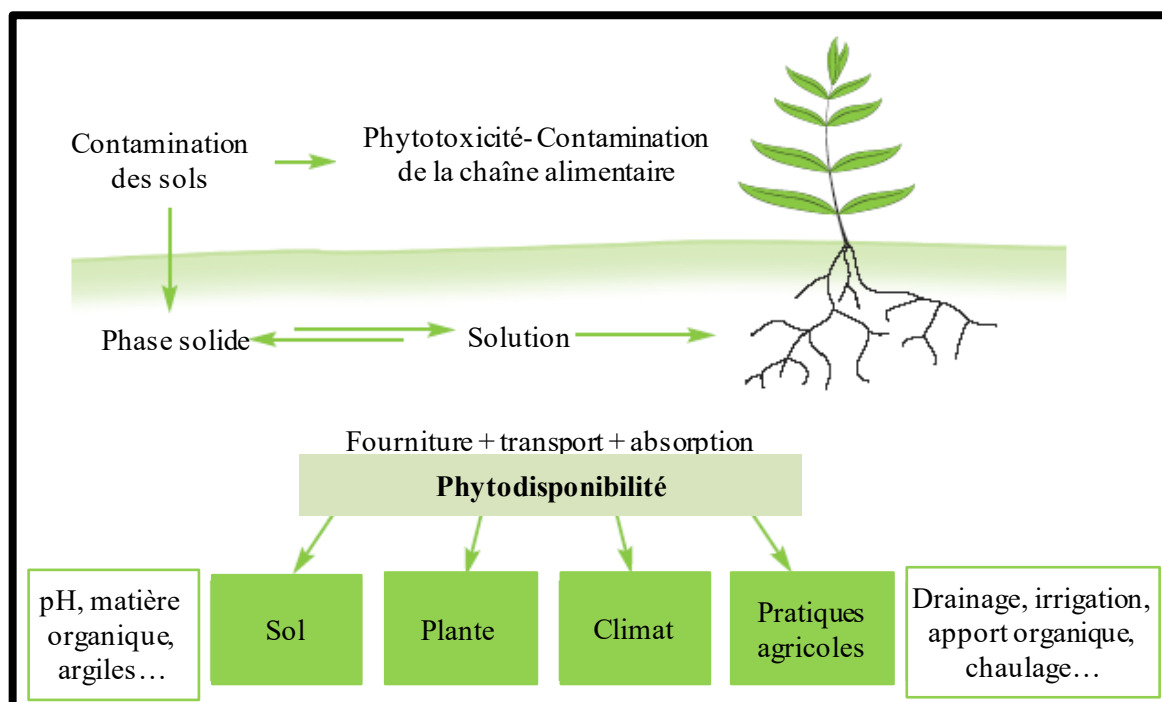 Contamination
des sols
Phytotoxicité- Contamination
de la chaîne alimentaire
Phase solide
Solution
Fourniture + transport + absorption
Phytodisponibilité
pH, matière
organique,
argiles…
Sol
Plante
Climat
Pratiques
agricoles
Drainage, irrigation,
apport organique,
chaulage…